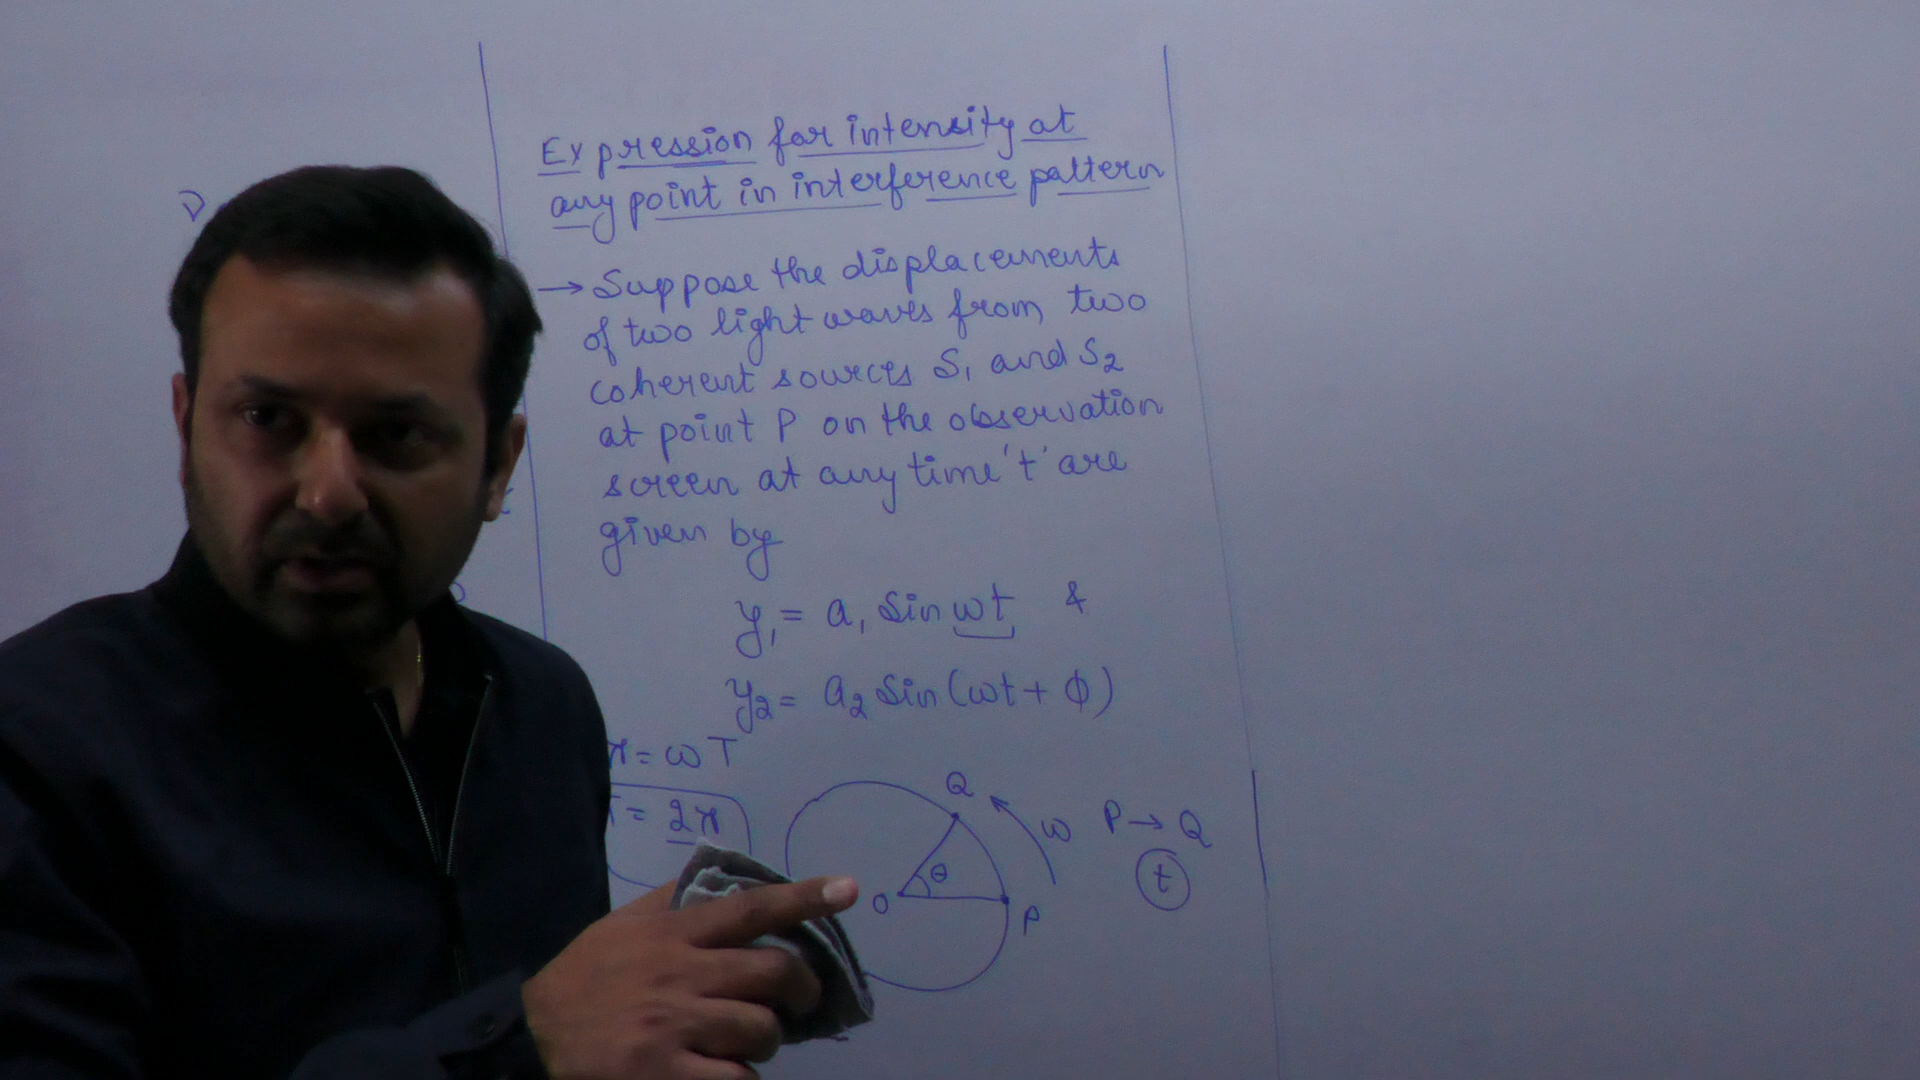 Expression for intensity at
any point in interference pattern
→ Suppose the displacements
of two light waves from two
coherent sources S₁ and S₂
at point P on the observation
screen at any time 't' are
given by
y₁ = a₁ sin ωt &
y₂ = a₂ sin (ωt + φ)
π = ωT
= 2π
Q
ω
P → Q
t
θ
O
P